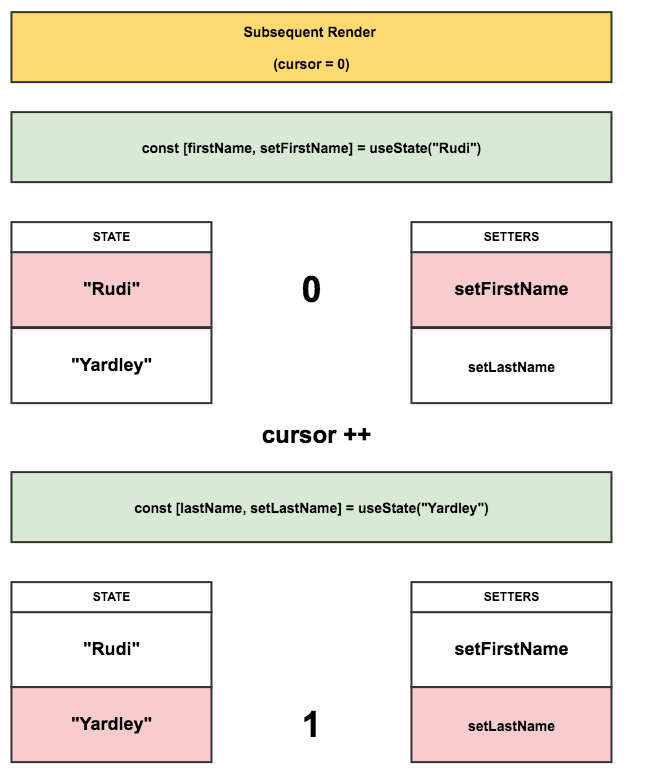 Subsequent Render
(cursor = 0)
const [firstName, setFirstName] = useState("Rudi")
STATE
SETTERS
"Rudi"
0
setFirstName
"Yardley"
setLastName
cursor ++
const [lastName, setLastName] = useState("Yardley")
STATE
SETTERS
"Rudi"
setFirstName
"Yardley"
1
setLastName